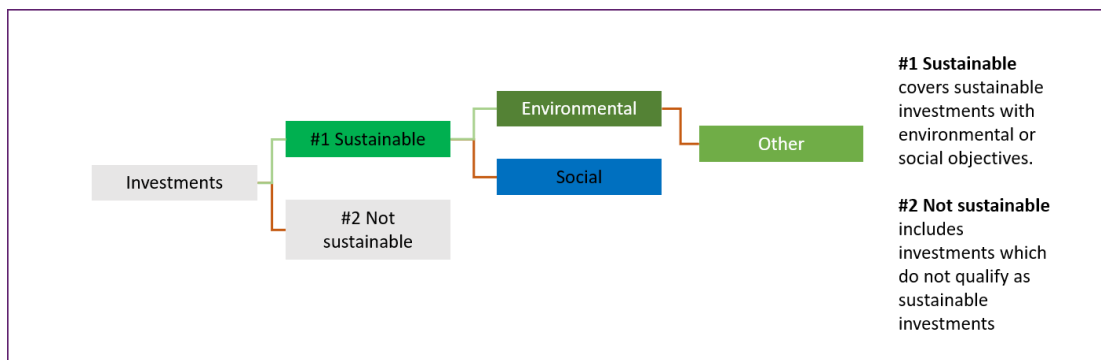 Investments
#1 Sustainable
#2 Not
sustainable
Environmental
Social
Other
#1 Sustainable
covers sustainable
investments with
environmental or
social objectives.
#2 Not sustainable
includes
investments which
do not qualify as
sustainable
investments